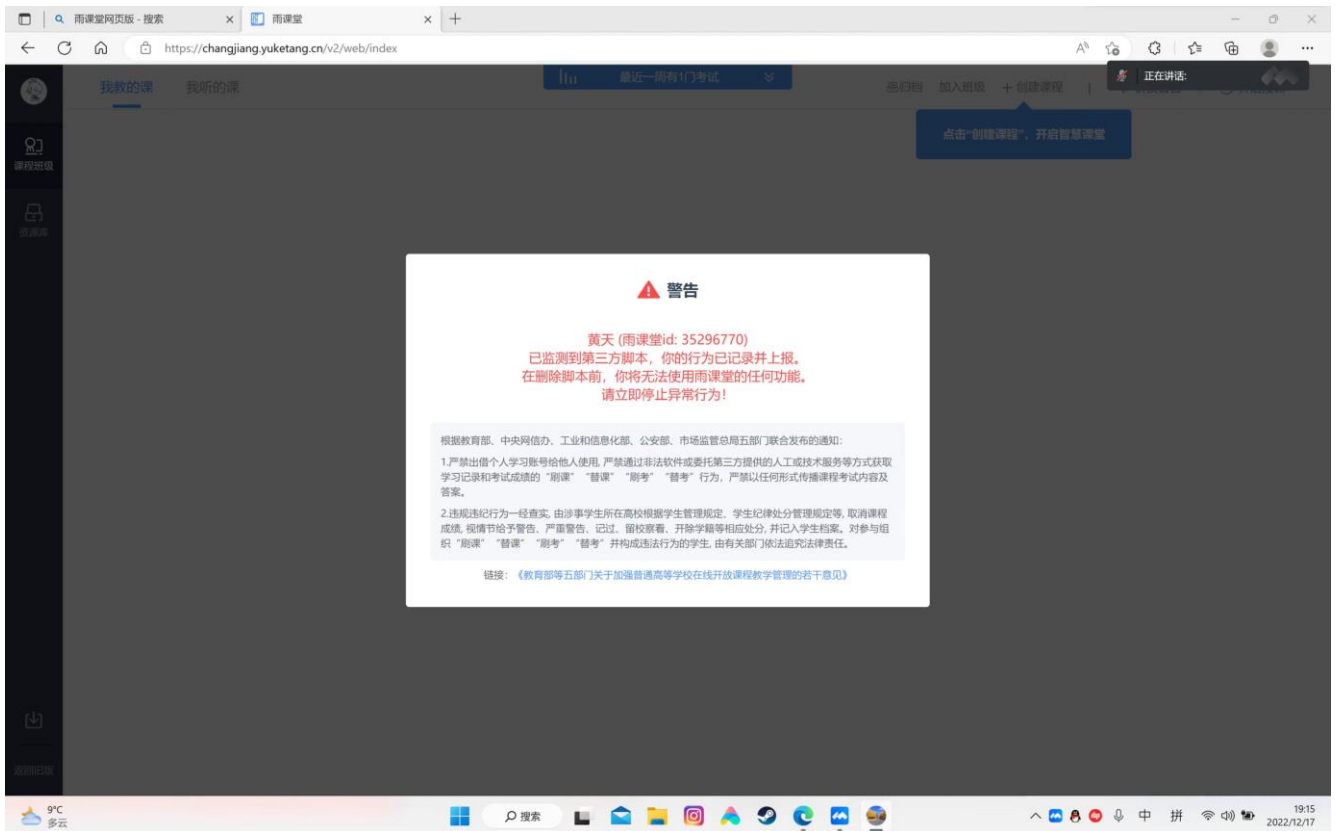 雨课堂网页版 - 搜索
雨课堂
https://changjiang.yuketang.cn/v2/web/index
正在讲话:
我教的课 我听的课
最近一周有1门考试
加入班级 + 创建课程
点击“创建课程”，开启智慧课堂
课程班级
资源库
警告
黄天 (雨课堂id: 35296770)
已监测到第三方脚本，你的行为已记录并上报。
在删除脚本前，你将无法使用雨课堂的任何功能。
请立即停止异常行为！
根据教育部、中央网信办、工业和信息化部、公安部、市场监管总局五部门联合发布的通知：
1.严禁出借个人学习账号给他人使用, 严禁通过非法软件或委托第三方提供的人工或技术服务等方式获取
学习记录和考试成绩的“刷课”“替课”“刷考”“替考”行为，严禁以任何形式传播课程考试内容及
答案。
2.违规违纪行为一经查实, 由涉事学生所在高校根据学生管理规定、学生纪律处分管理规定等, 取消课程
成绩, 视情节给予警告、严重警告、记过、留校察看、开除学籍等相应处分, 并记入学生档案。对参与组
织“刷课”“替课”“刷考”“替考”并构成违法行为的学生, 由有关部门依法追究法律责任。
链接：《教育部等五部门关于加强普通高等学校在线开放课程教学管理的若干意见》
返回旧版
9°C
多云
搜索
中 拼
19:15
2022/12/17